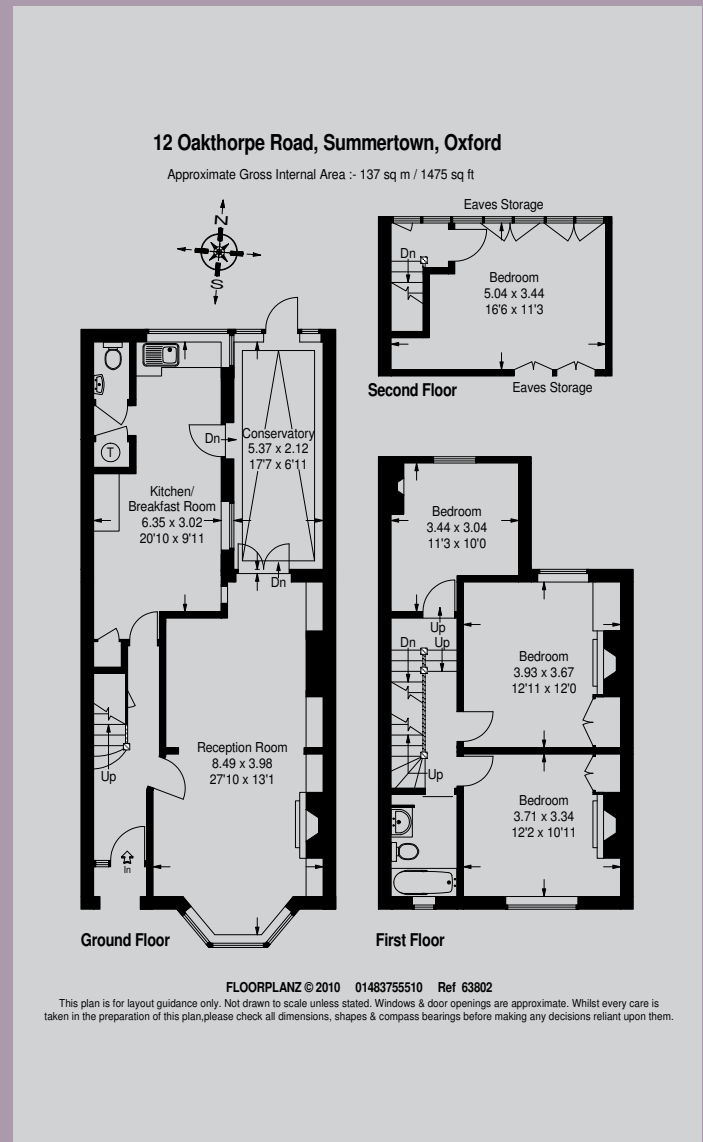 12 Oakthorpe Road, Summertown, Oxford
Approximate Gross Internal Area :- 137 sq m / 1475 sq ft
N
S
Eaves Storage
Dn
Bedroom
5.04 x 3.44
16'6 x 11'3
Second Floor
Eaves Storage
T
Dn
Conservatory
5.37 x 2.12
17'7 x 6'11
Kitchen/
Breakfast Room
6.35 x 3.02
20'10 x 9'11
Dn
Reception Room
8.49 x 3.98
27'10 x 13'1
Up
In
Ground Floor
Bedroom
3.44 x 3.04
11'3 x 10'0
Up
Dn
Up
Bedroom
3.93 x 3.67
12'11 x 12'0
Up
Bedroom
3.71 x 3.34
12'2 x 10'11
First Floor
FLOORPLANZ © 2010 01483755510 Ref 63802
This plan is for layout guidance only. Not drawn to scale unless stated. Windows & door openings are approximate. Whilst every care is
taken in the preparation of this plan,please check all dimensions, shapes & compass bearings before making any decisions reliant upon them.